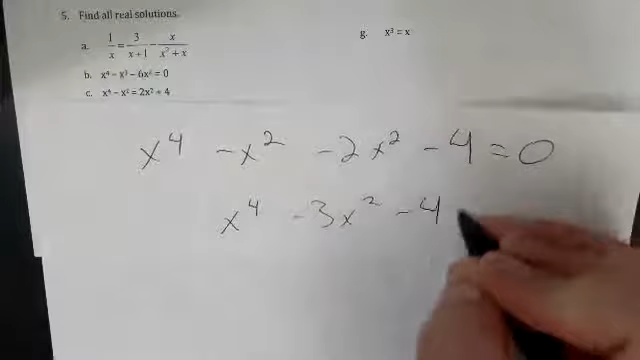 5. Find all real solutions.
a. 1/x = 3/(x+1) - x/(x²+x)
g. x³ = x
b. x⁴ - x³ - 6x² = 0
c. x⁴ - x² = 2x² + 4
x⁴ - x² - 2x² - 4 = 0
x⁴ - 3x² - 4